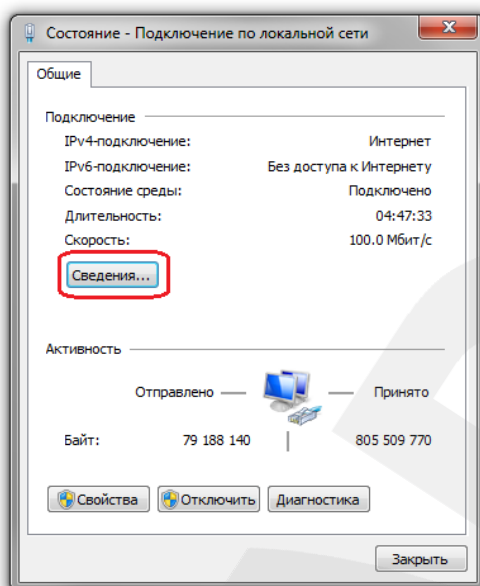 Состояние - Подключение по локальной сети
Общие
Подключение
IPv4-подключение: Интернет
IPv6-подключение: Без доступа к Интернету
Состояние среды: Подключено
Длительность: 04:47:33
Скорость: 100.0 Мбит/с
Сведения...
Активность
Отправлено — — Принято
Байт: 79 188 140 | 805 509 770
Свойства Отключить Диагностика
Закрыть